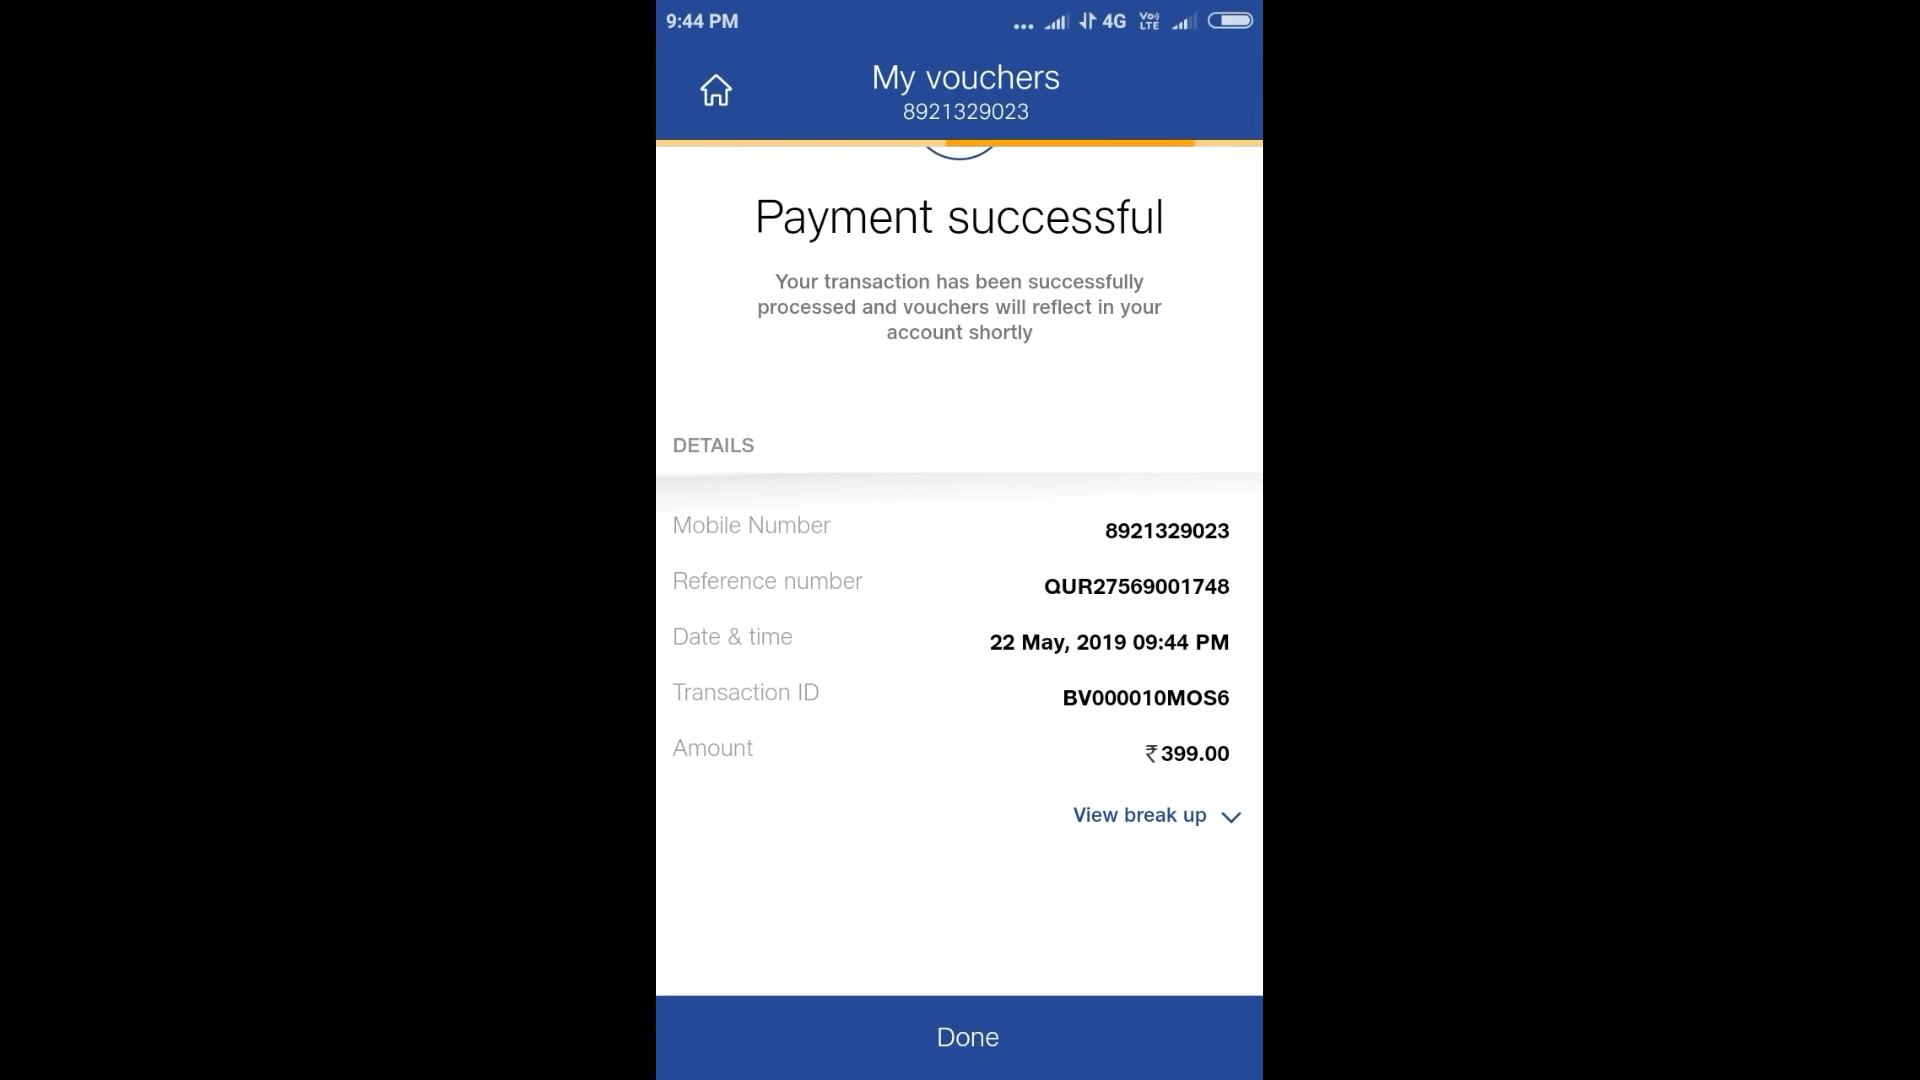 9:44 PM
... 4G VoLTE
My vouchers
8921329023
Payment successful
Your transaction has been successfully
processed and vouchers will reflect in your
account shortly
DETAILS
Mobile Number 8921329023
Reference number QUR27569001748
Date & time 22 May, 2019 09:44 PM
Transaction ID BV000010MOS6
Amount ₹399.00
View break up
Done